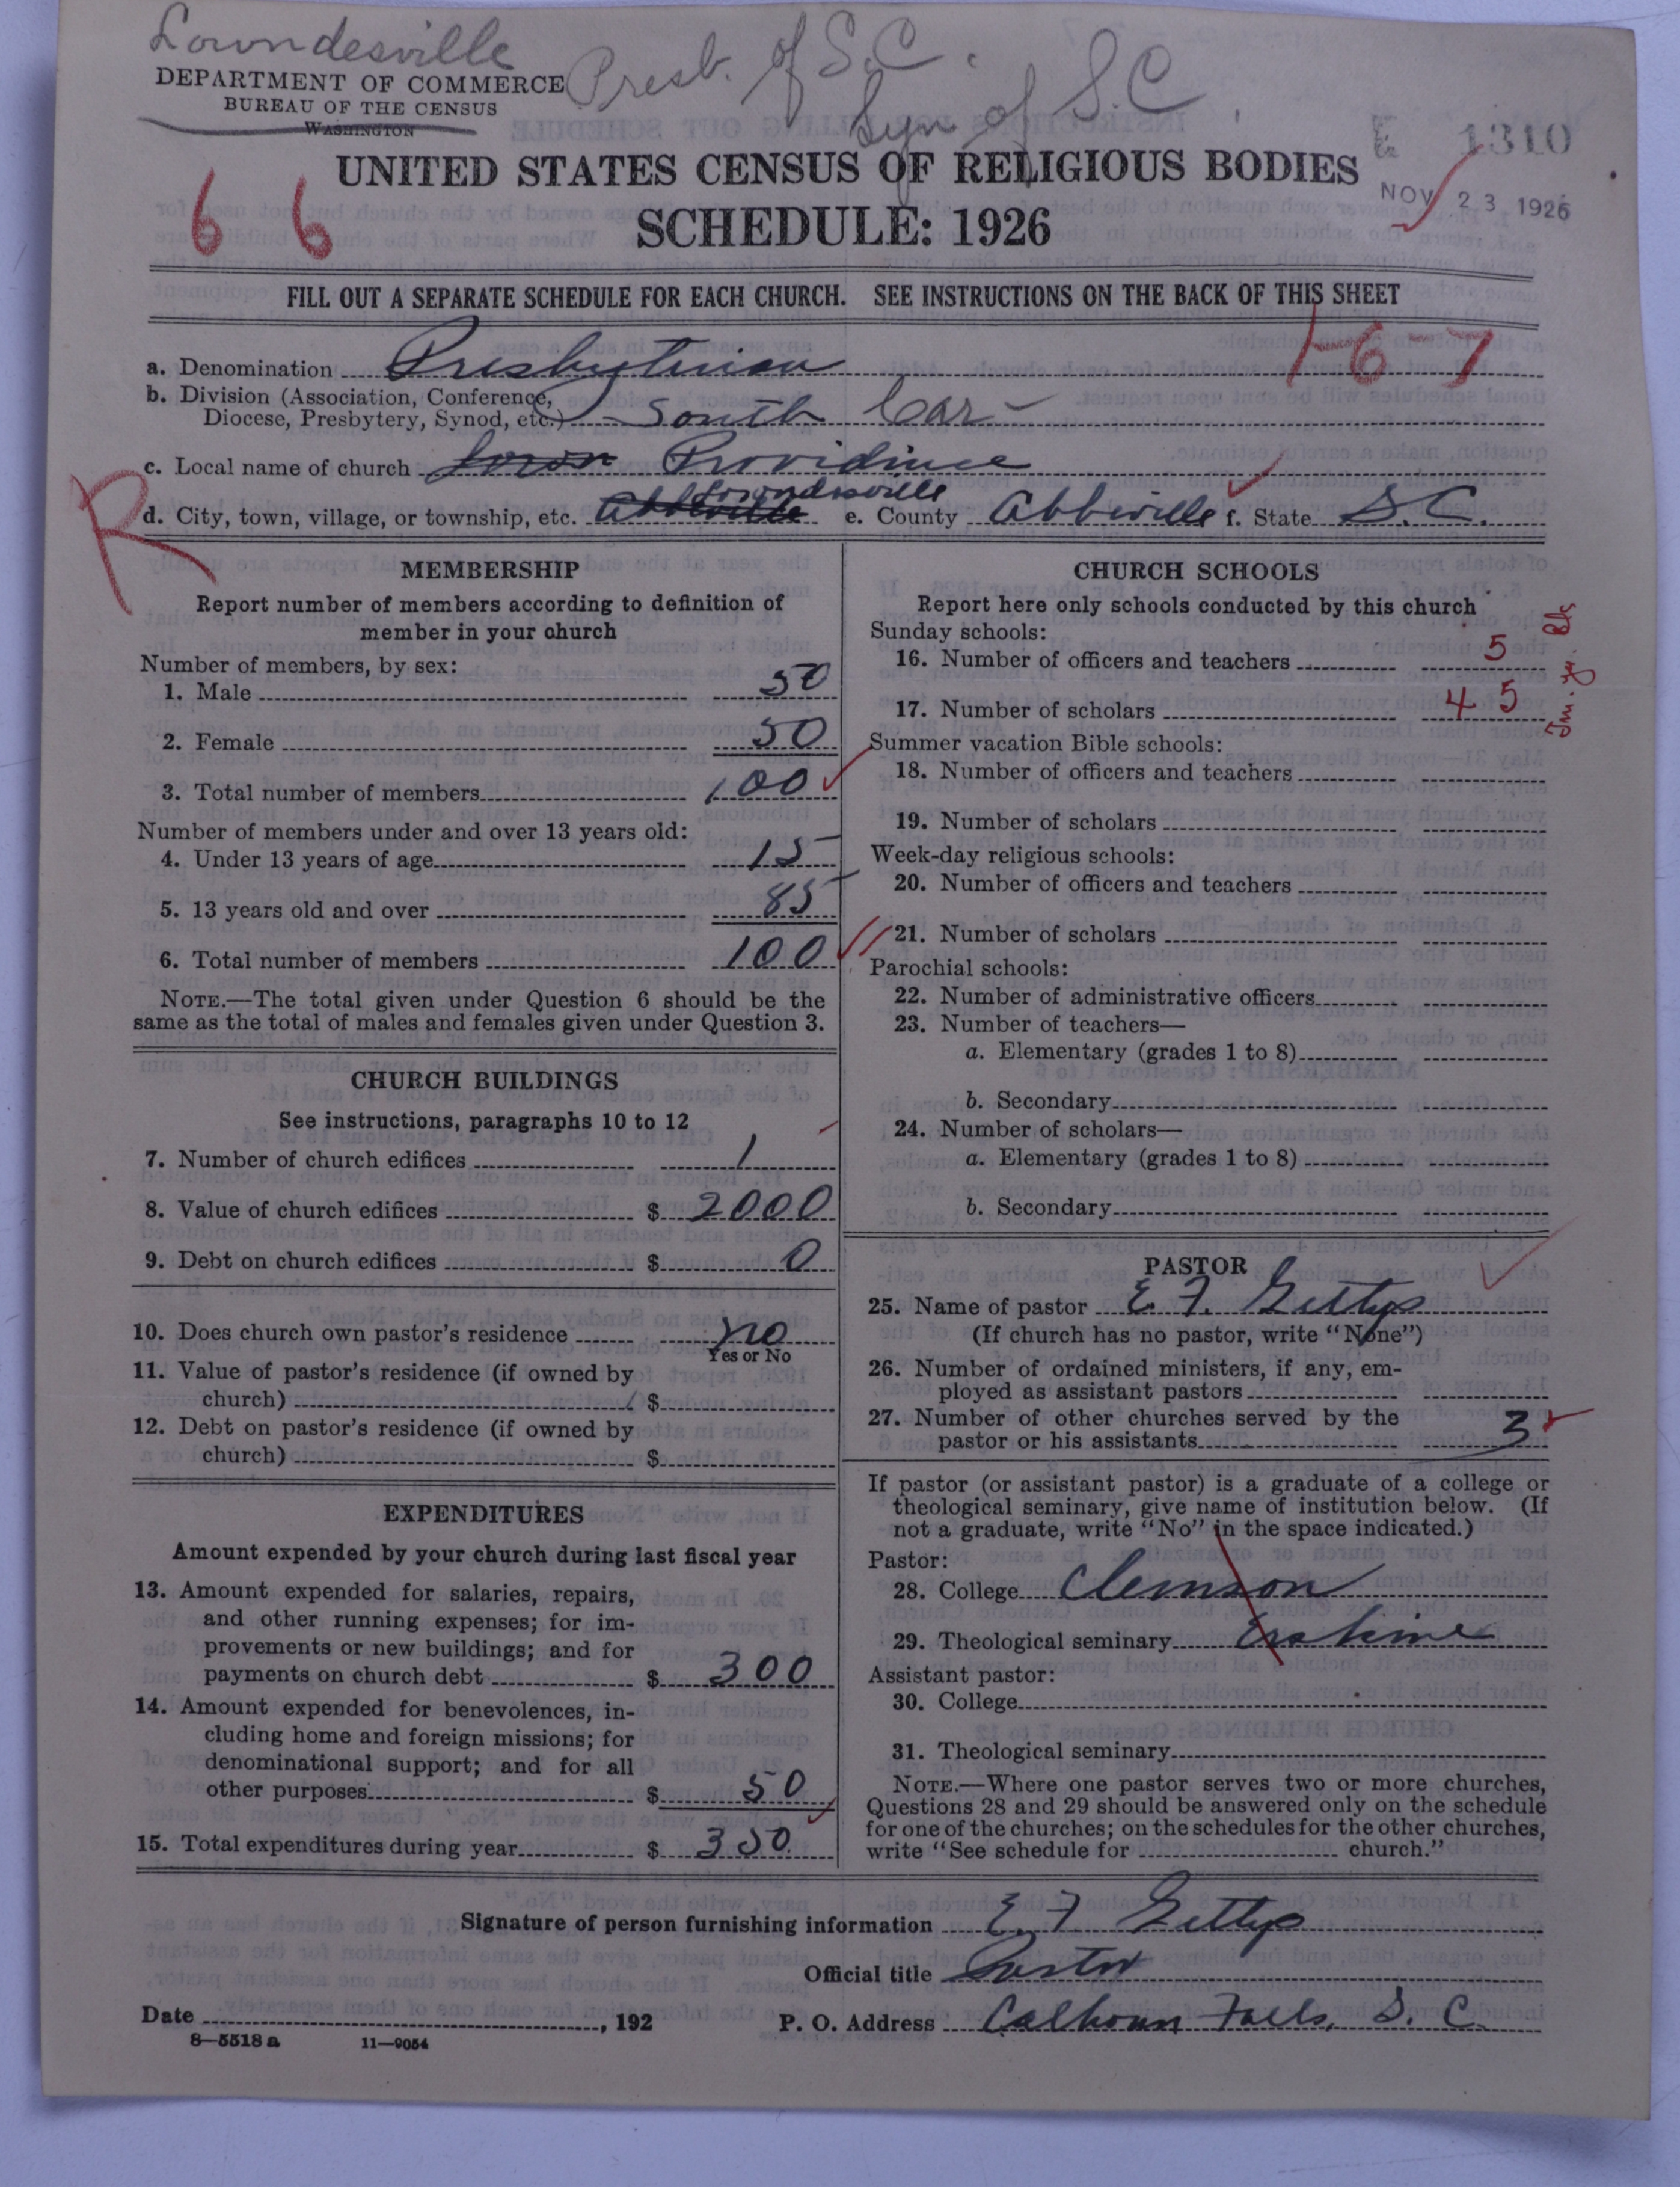 Lowndesville
Presb. of S.C.
Syn of S.C.
DEPARTMENT OF COMMERCE
BUREAU OF THE CENSUS
WASHINGTON
1310
NOV 23 1926
UNITED STATES CENSUS OF RELIGIOUS BODIES
SCHEDULE: 1926
6 6
FILL OUT A SEPARATE SCHEDULE FOR EACH CHURCH. SEE INSTRUCTIONS ON THE BACK OF THIS SHEET
1-6-7
a. Denomination Presbyterian
b. Division (Association, Conference,
Diocese, Presbytery, Synod, etc.) South Car-
c. Local name of church Providence
R
d. City, town, village, or township, etc. Abbeville Lowndesville e. County Abbeville f. State S.C.
MEMBERSHIP
Report number of members according to definition of
member in your church
Number of members, by sex:
1. Male 50
2. Female 50
3. Total number of members 100
Number of members under and over 13 years old:
4. Under 13 years of age 15
5. 13 years old and over 85
6. Total number of members 100
NOTE.—The total given under Question 6 should be the
same as the total of males and females given under Question 3.
CHURCH BUILDINGS
See instructions, paragraphs 10 to 12
7. Number of church edifices 1
8. Value of church edifices $ 2000
9. Debt on church edifices $ 0
10. Does church own pastor's residence no
Yes or No
11. Value of pastor's residence (if owned by
church) $
12. Debt on pastor's residence (if owned by
church) $
EXPENDITURES
Amount expended by your church during last fiscal year
13. Amount expended for salaries, repairs,
and other running expenses; for im-
provements or new buildings; and for
payments on church debt $ 300
14. Amount expended for benevolences, in-
cluding home and foreign missions; for
denominational support; and for all
other purposes $ 50
15. Total expenditures during year $ 350
CHURCH SCHOOLS
Report here only schools conducted by this church
Sunday schools:
16. Number of officers and teachers 5
17. Number of scholars 45
Summer vacation Bible schools:
18. Number of officers and teachers
19. Number of scholars
Week-day religious schools:
20. Number of officers and teachers
21. Number of scholars
Parochial schools:
22. Number of administrative officers
23. Number of teachers—
a. Elementary (grades 1 to 8)
b. Secondary
24. Number of scholars—
a. Elementary (grades 1 to 8)
b. Secondary
PASTOR
25. Name of pastor E. F. Gettys
(If church has no pastor, write "None")
26. Number of ordained ministers, if any, em-
ployed as assistant pastors
27. Number of other churches served by the
pastor or his assistants 3
If pastor (or assistant pastor) is a graduate of a college or
theological seminary, give name of institution below. (If
not a graduate, write "No" in the space indicated.)
Pastor:
28. College Clemson
29. Theological seminary Erskine
Assistant pastor:
30. College
31. Theological seminary
NOTE.—Where one pastor serves two or more churches,
Questions 28 and 29 should be answered only on the schedule
for one of the churches; on the schedules for the other churches,
write "See schedule for church."
Signature of person furnishing information E. F. Gettys
Official title Pastor
Date , 192 P. O. Address Calhoun Falls, S. C.
8—5518 a 11—9054